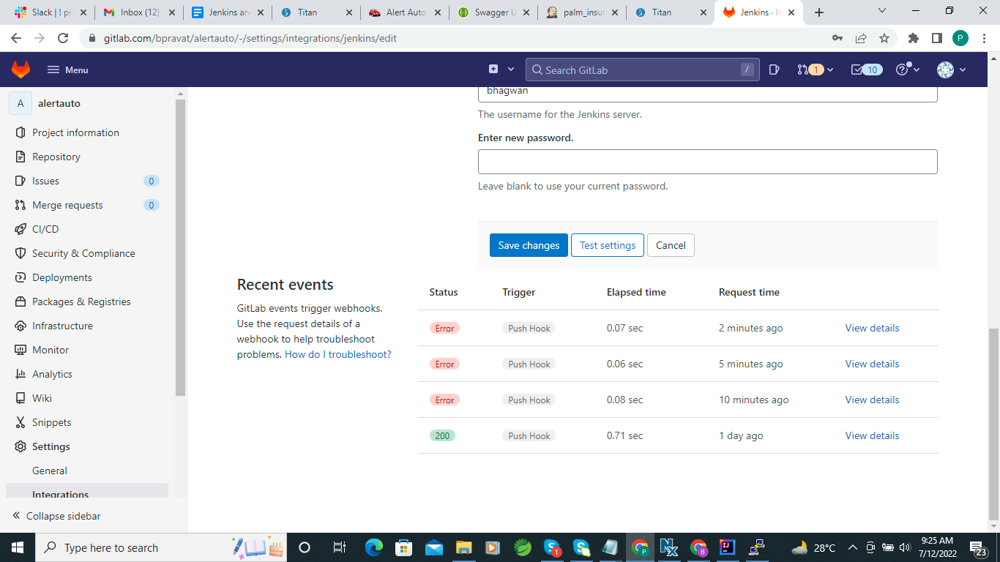 Slack | ! pi-
Inbox (12)
Jenkins an
Titan
Alert Auto
Swagger U
palm_insur
Titan
Jenkins · In
gitlab.com/bpravat/alertauto/-/settings/integrations/jenkins/edit
P
Menu
Search GitLab
/
1
10
A
alertauto
Project information
Repository
Issues
0
Merge requests
0
CI/CD
Security & Compliance
Deployments
Packages & Registries
Infrastructure
Monitor
Analytics
Wiki
Snippets
Settings
General
Integrations
Collapse sidebar
bhagwan
The username for the Jenkins server.
Enter new password.
Leave blank to use your current password.
Save changes
Test settings
Cancel
Recent events
GitLab events trigger webhooks.
Use the request details of a
webhook to help troubleshoot
problems. How do I troubleshoot?
Status Trigger Elapsed time Request time
Error Push Hook 0.07 sec 2 minutes ago View details
Error Push Hook 0.06 sec 5 minutes ago View details
Error Push Hook 0.08 sec 10 minutes ago View details
200 Push Hook 0.71 sec 1 day ago View details
Type here to search
28°C
9:25 AM
7/12/2022
23